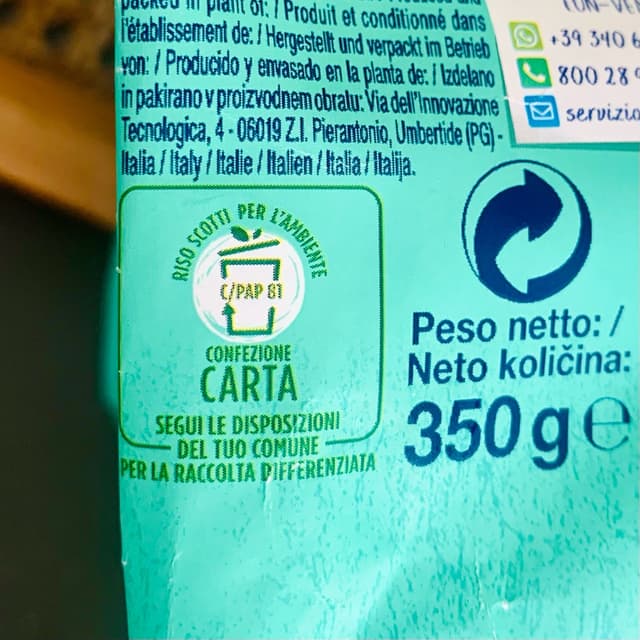 packed in plant of: / Produit et conditionné dans
l'établissement de: / Hergestellt und verpackt im Betrieb
von: / Producido y envasado en la planta de: / Izdelano
in pakirano v proizvodnem obratu: Via dell'Innovazione
Tecnologica, 4 - 06019 Z.I. Pierantonio, Umbertide (PG) -
Italia / Italy / Italie / Italien / Italia / Italija.
+39 340 6
800 28
servizio
RISO SCOTTI PER L'AMBIENTE
C/PAP 81
CONFEZIONE
CARTA
SEGUI LE DISPOSIZIONI
DEL TUO COMUNE
PER LA RACCOLTA DIFFERENZIATA
Peso netto: /
Neto količina:
350 g e